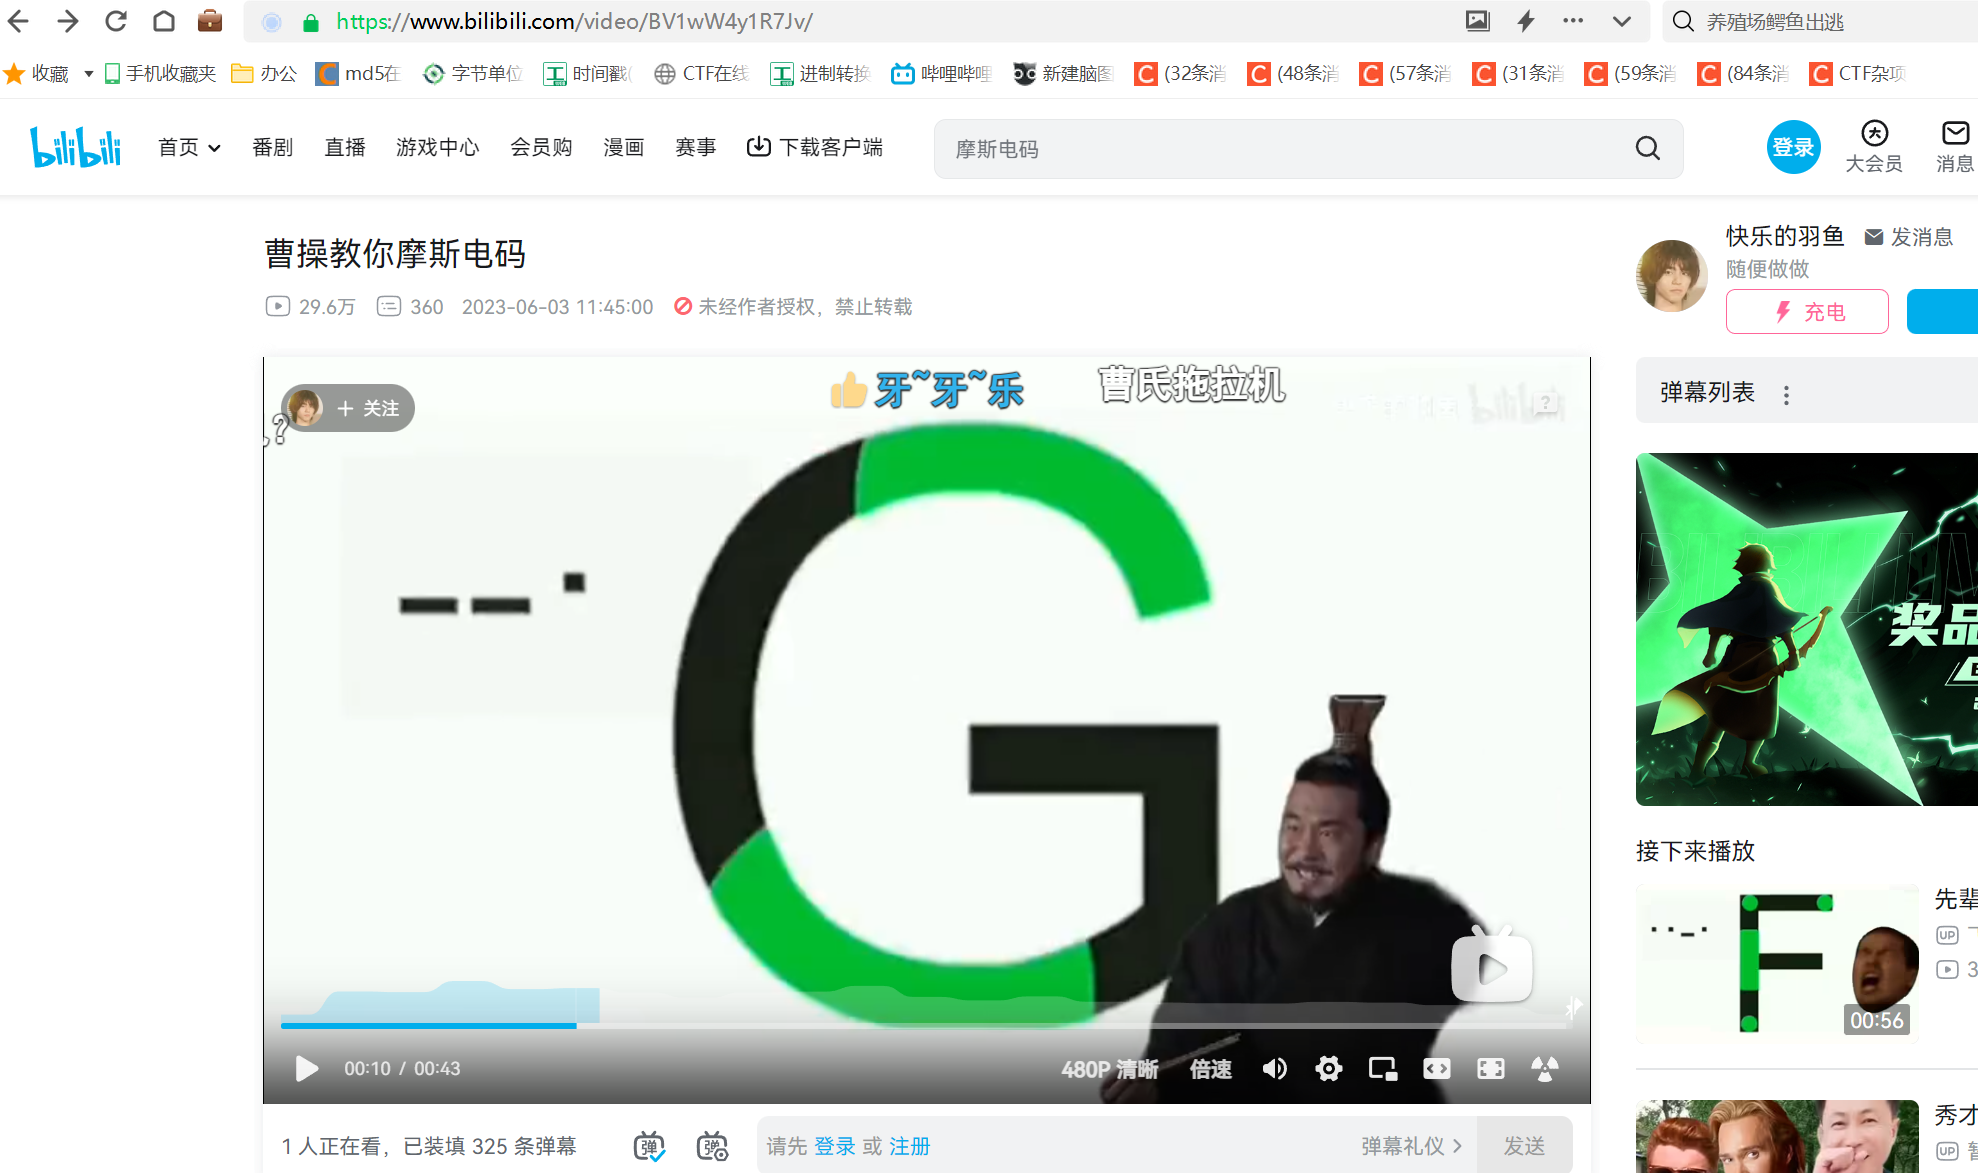 https://www.bilibili.com/video/BV1wW4y1R7Jv/
养殖场鳄鱼出逃
收藏 手机收藏夹 办公 md5在 字节单位 时间戳( CTF在线 进制转换 哔哩哔哩 新建脑图 (32条消 (48条消 (57条消 (31条消 (59条消 (84条消 CTF杂项
bilibili 首页 番剧 直播 游戏中心 会员购 漫画 赛事 下载客户端 摩斯电码 登录 大会员 消息
曹操教你摩斯电码
29.6万 360 2023-06-03 11:45:00 未经作者授权，禁止转载
快乐的羽鱼 发消息
随便做做
充电
+ 关注
牙~牙~乐 曹氏拖拉机
bilibili
?
?
G
弹幕列表
奖品
接下来播放
F
00:56
先辈
UP
3
00:10 / 00:43 480P 清晰 倍速
1 人正在看，已装填 325 条弹幕 弹 弹 请先 登录 或 注册 弹幕礼仪 > 发送
秀才
UP 暂